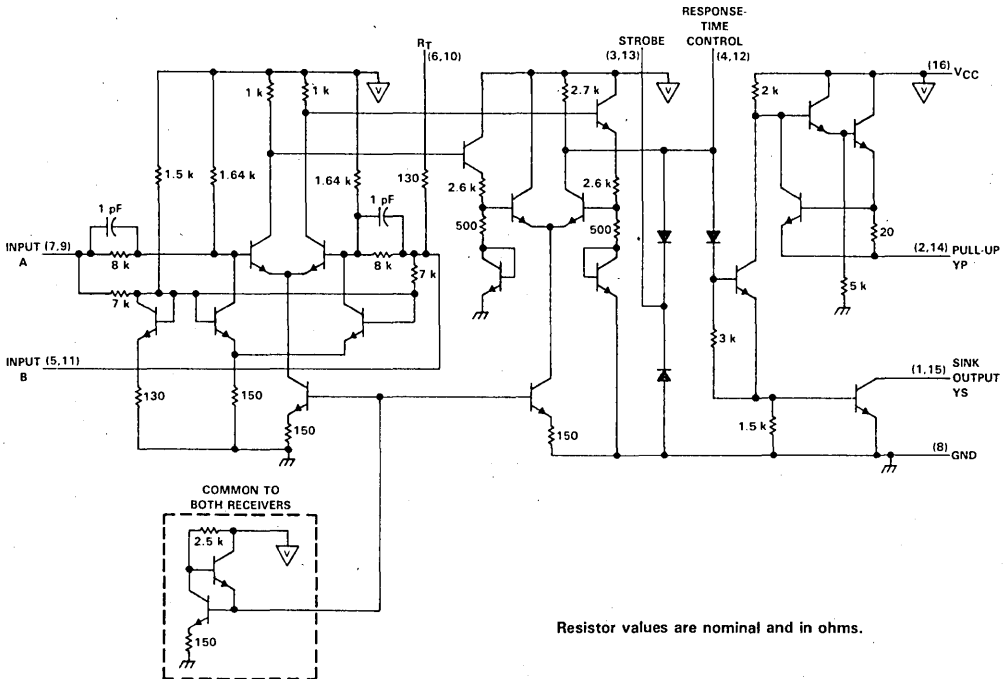 RESPONSE-
TIME
CONTROL
(4,12)
STROBE
(3,13)
RT
(6,10)
(16)
VCC
V
V
V
1 k
1 k
2.7 k
2 k
1.5 k
1.64 k
1.64 k
130
1 pF
1 pF
2.6 k
2.6 k
500
500
20
INPUT (7,9)
A
8 k
8 k
7 k
7 k
(2,14) PULL-UP
YP
5 k
3 k
INPUT (5,11)
B
(1,15) SINK
OUTPUT
YS
130
150
150
150
1.5 k
(8) GND
COMMON TO
BOTH RECEIVERS
2.5 k
V
150
Resistor values are nominal and in ohms.